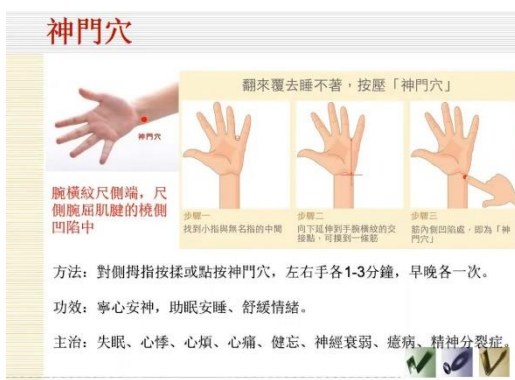 神門穴
翻來覆去睡不著，按壓「神門穴」
神門穴
腕橫紋尺側端，尺
側腕屈肌腱的橈側
凹陷中
步驟一
找到小指與無名指的中間
步驟二
向下延伸到手腕橫紋的交
接點，可摸到一條筋
步驟三
筋內側凹陷處，即為「神
門穴」
方法：對側拇指按揉或點按神門穴，左右手各1-3分鐘，早晚各一次。
功效：寧心安神，助眠安睡、舒緩情緒。
主治：失眠、心悸、心煩、心痛、健忘、神經衰弱、癔病、精神分裂症。